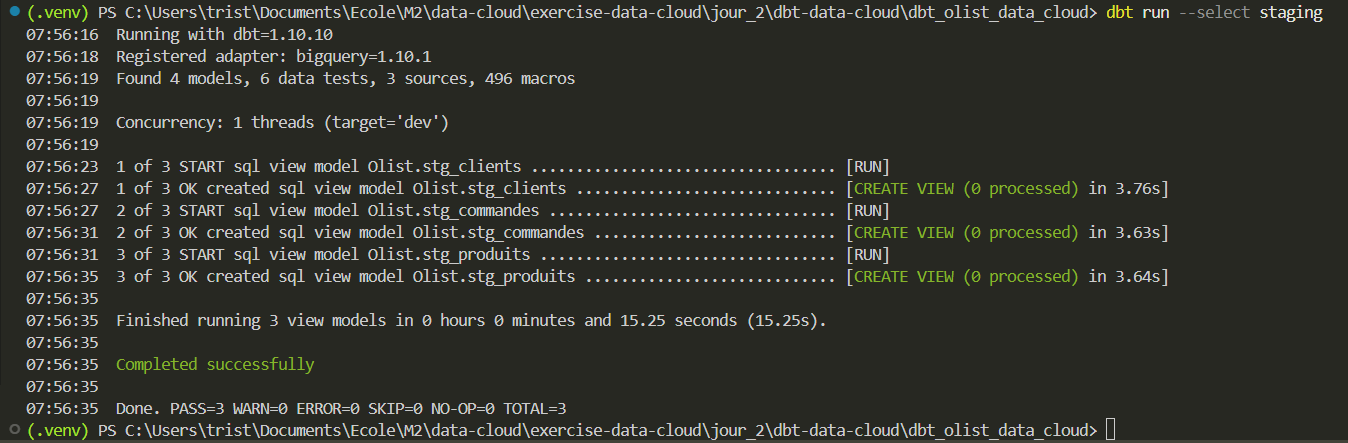 (.venv) PS C:\Users\trist\Documents\Ecole\M2\data-cloud\exercise-data-cloud\jour_2\dbt-data-cloud\dbt_olist_data_cloud> dbt run --select staging
07:56:16  Running with dbt=1.10.10
07:56:18  Registered adapter: bigquery=1.10.1
07:56:19  Found 4 models, 6 data tests, 3 sources, 496 macros
07:56:19
07:56:19  Concurrency: 1 threads (target='dev')
07:56:19
07:56:23  1 of 3 START sql view model Olist.stg_clients .................................. [RUN]
07:56:27  1 of 3 OK created sql view model Olist.stg_clients ............................. [CREATE VIEW (0 processed) in 3.76s]
07:56:27  2 of 3 START sql view model Olist.stg_commandes ................................ [RUN]
07:56:31  2 of 3 OK created sql view model Olist.stg_commandes ........................... [CREATE VIEW (0 processed) in 3.63s]
07:56:31  3 of 3 START sql view model Olist.stg_produits ................................. [RUN]
07:56:35  3 of 3 OK created sql view model Olist.stg_produits ............................ [CREATE VIEW (0 processed) in 3.64s]
07:56:35
07:56:35  Finished running 3 view models in 0 hours 0 minutes and 15.25 seconds (15.25s).
07:56:35
07:56:35  Completed successfully
07:56:35
07:56:35  Done. PASS=3 WARN=0 ERROR=0 SKIP=0 NO-OP=0 TOTAL=3
(.venv) PS C:\Users\trist\Documents\Ecole\M2\data-cloud\exercise-data-cloud\jour_2\dbt-data-cloud\dbt_olist_data_cloud>